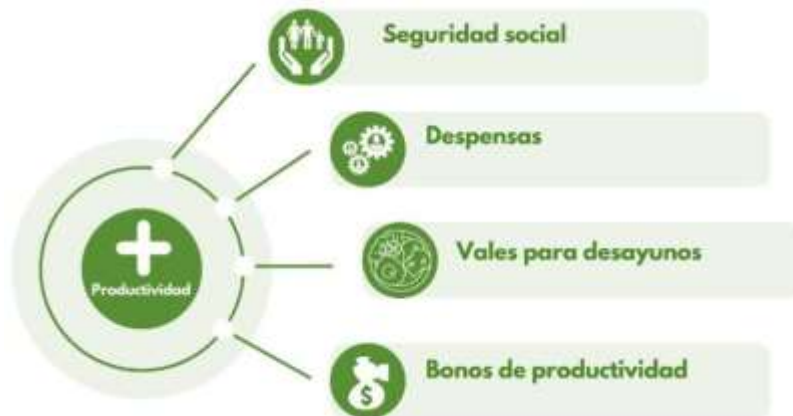 Seguridad social
Despensas
Productividad
Vales para desayunos
Bonos de productividad
$